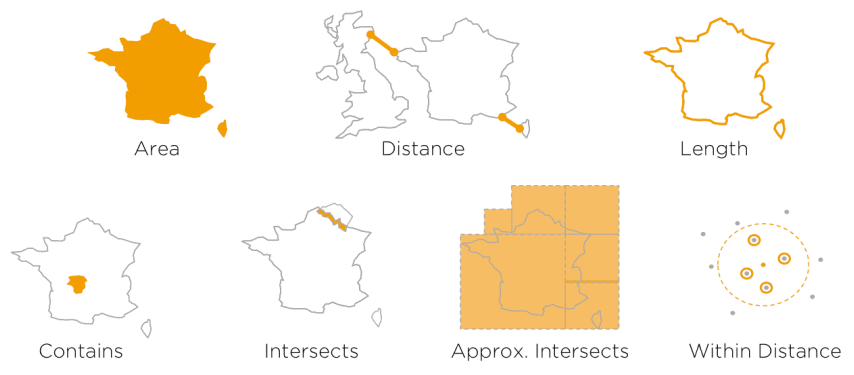 Area
Distance
Length
Contains
Intersects
Approx. Intersects
Within Distance